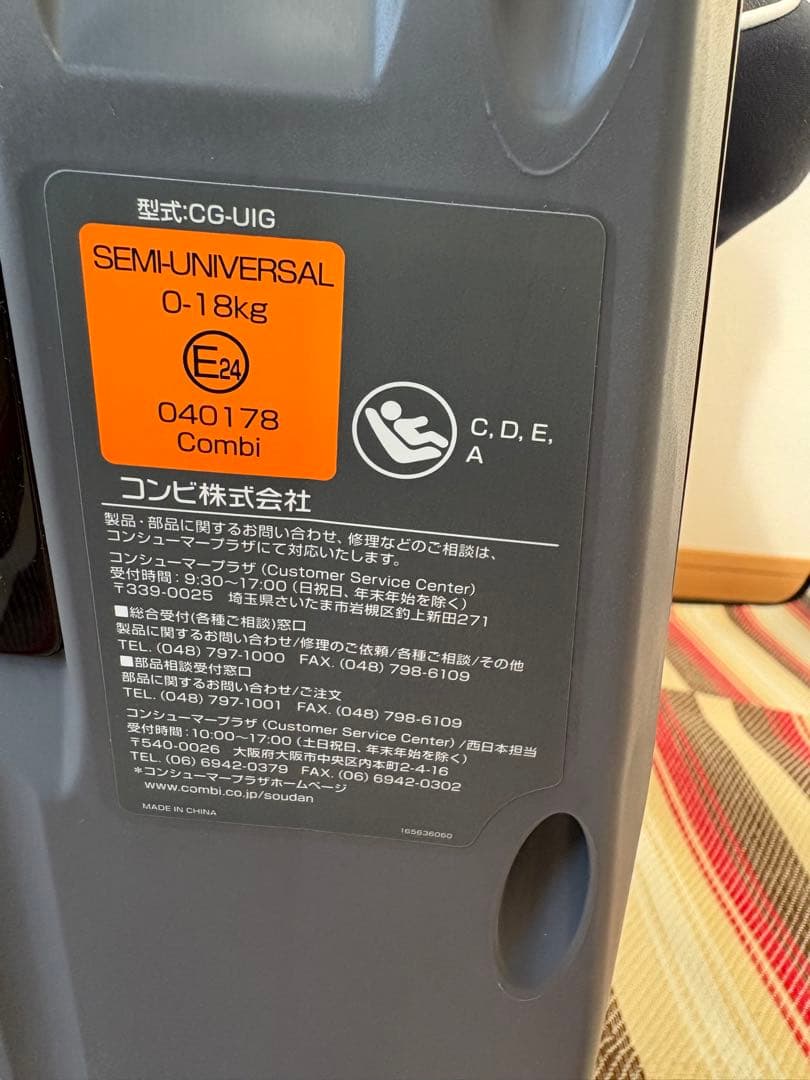 型式:CG-UIG
SEMI-UNIVERSAL
0-18kg
E24
040178
Combi
C, D, E,
A
コンビ株式会社
製品・部品に関するお問い合わせ、修理などのご相談は、
コンシューマープラザにて対応いたします。
コンシューマープラザ (Customer Service Center)
受付時間：9:30～17:00 (日祝日、年末年始を除く)
〒339-0025 埼玉県さいたま市岩槻区釣上新田271
■総合受付(各種ご相談)窓口
製品に関するお問い合わせ/修理のご依頼/各種ご相談/その他
TEL. (048) 797-1000 FAX. (048) 798-6109
■部品相談受付窓口
部品に関するお問い合わせ/ご注文
TEL. (048) 797-1001 FAX. (048) 798-6109
コンシューマープラザ (Customer Service Center) /西日本担当
受付時間：10:00～17:00 (土日祝日、年末年始を除く)
〒540-0026 大阪府大阪市中央区内本町2-4-16
TEL. (06) 6942-0379 FAX. (06) 6942-0302
＊コンシューマープラザホームページ
www.combi.co.jp/soudan
MADE IN CHINA
165636060